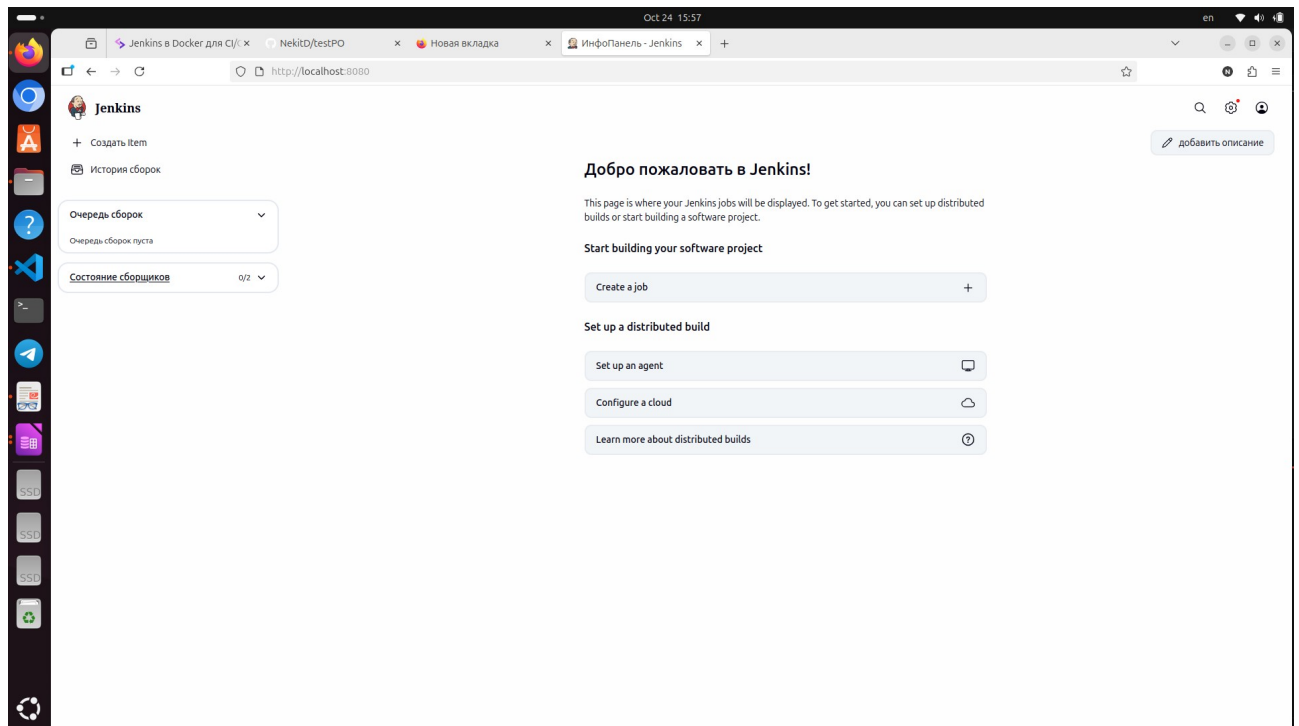 Oct 24 15:57
en
Jenkins в Docker для CI/C
NekitD/testPO
Новая вкладка
ИнфоПанель - Jenkins
http://localhost:8080
N
Jenkins
Создать Item
добавить описание
История сборок
Добро пожаловать в Jenkins!
This page is where your Jenkins jobs will be displayed. To get started, you can set up distributed
builds or start building a software project.
Очередь сборок
Очередь сборок пуста
Start building your software project
Состояние сборщиков
0/2
Create a job
Set up a distributed build
Set up an agent
Configure a cloud
Learn more about distributed builds
SSD
SSD
SSD